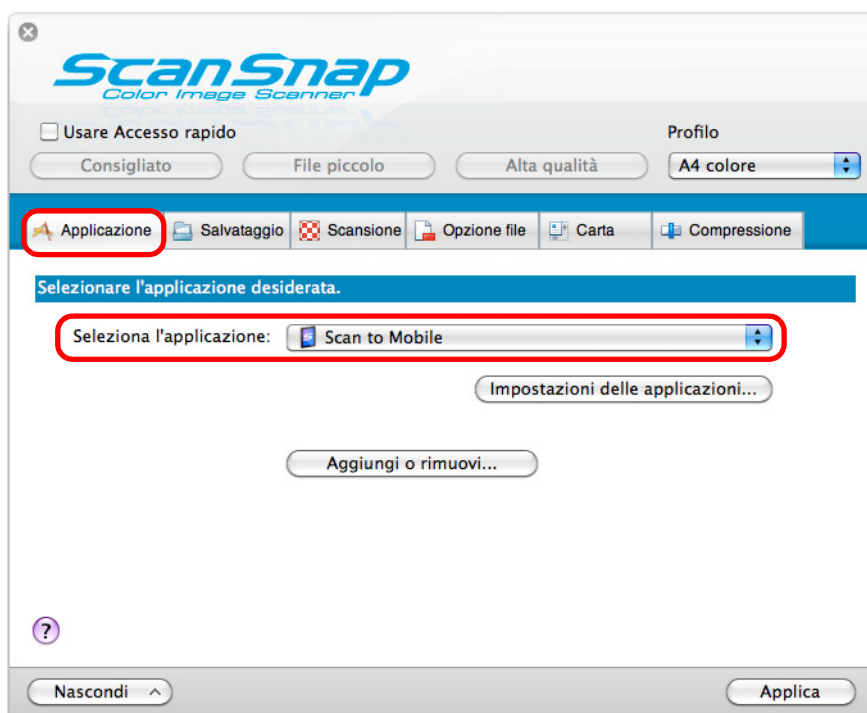 ScanSnap
Color Image Scanner
Usare Accesso rapido
Profilo
Consigliato File piccolo Alta qualità A4 colore
Applicazione Salvataggio Scansione Opzione file Carta Compressione
Selezionare l'applicazione desiderata.
Seleziona l'applicazione: Scan to Mobile
Impostazioni delle applicazioni...
Aggiungi o rimuovi...
?
Nascondi Applica